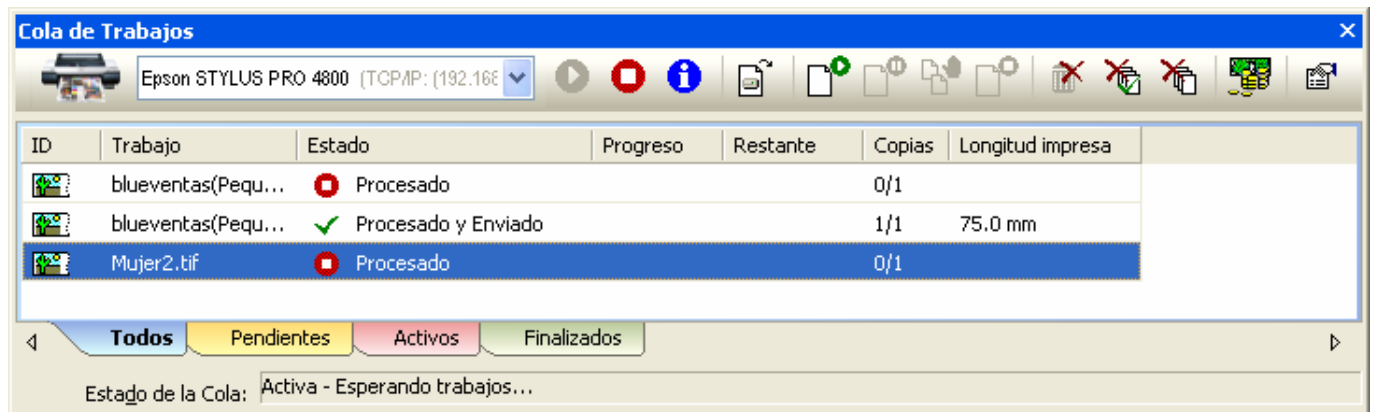 Cola de Trabajos
Epson STYLUS PRO 4800 (TCP/IP: (192.168
ID Trabajo Estado Progreso Restante Copias Longitud impresa
blueventas(Pequ... Procesado 0/1
blueventas(Pequ... Procesado y Enviado 1/1 75.0 mm
Mujer2.tif Procesado 0/1
Todos Pendientes Activos Finalizados
Estado de la Cola: Activa - Esperando trabajos...